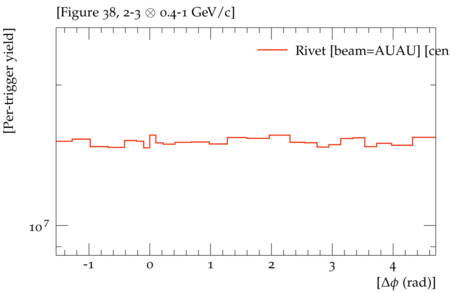 [Figure 38, 2-3 ⊗ 0.4-1 GeV/c]
Rivet [beam=AUAU] [cen
[Per-trigger yield]
10⁷
-1 0 1 2 3 4
[Δϕ (rad)]